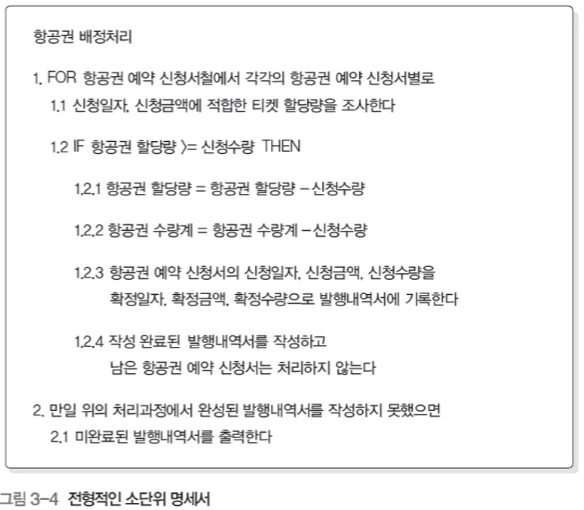 항공권 배정처리
1. FOR 항공권 예약 신청서철에서 각각의 항공권 예약 신청서별로
1.1 신청일자, 신청금액에 적합한 티켓 할당량을 조사한다
1.2 IF 항공권 할당량 >= 신청수량 THEN
1.2.1 항공권 할당량 = 항공권 할당량 – 신청수량
1.2.2 항공권 수량계 = 항공권 수량계 – 신청수량
1.2.3 항공권 예약 신청서의 신청일자, 신청금액, 신청수량을
확정일자, 확정금액, 확정수량으로 발행내역서에 기록한다
1.2.4 작성 완료된 발행내역서를 작성하고
남은 항공권 예약 신청서는 처리하지 않는다
2. 만일 위의 처리과정에서 완성된 발행내역서를 작성하지 못했으면
2.1 미완료된 발행내역서를 출력한다
그림 3-4 전형적인 소단위 명세서